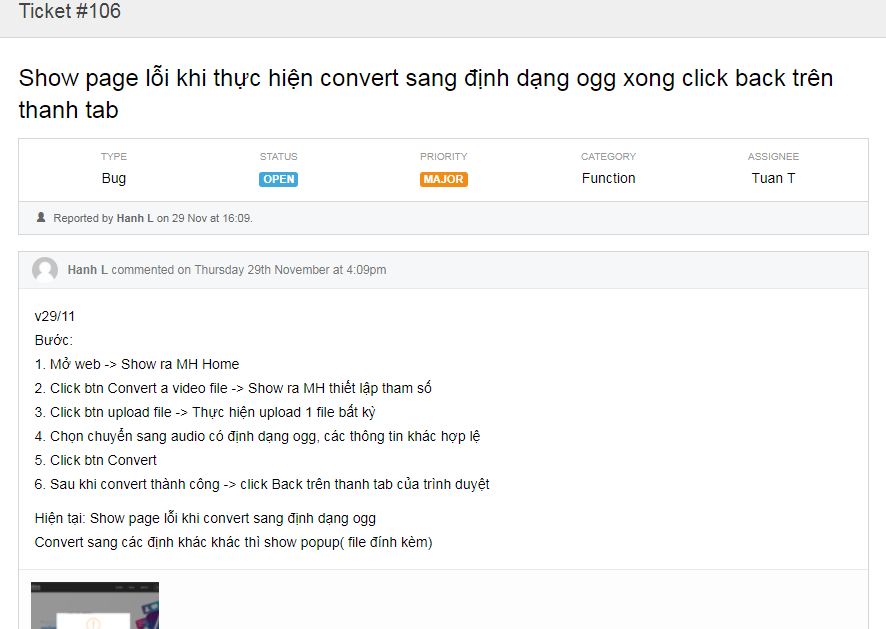 Ticket #106
Show page lỗi khi thực hiện convert sang định dạng ogg xong click back trên
thanh tab
TYPE STATUS PRIORITY CATEGORY ASSIGNEE
Bug OPEN MAJOR Function Tuan T
Reported by Hanh L on 29 Nov at 16:09.
Hanh L commented on Thursday 29th November at 4:09pm
v29/11
Bước:
1. Mở web -> Show ra MH Home
2. Click btn Convert a video file -> Show ra MH thiết lập tham số
3. Click btn upload file -> Thực hiện upload 1 file bất kỳ
4. Chọn chuyển sang audio có định dạng ogg, các thông tin khác hợp lệ
5. Click btn Convert
6. Sau khi convert thành công -> click Back trên thanh tab của trình duyệt
Hiện tại: Show page lỗi khi convert sang định dạng ogg
Convert sang các định khác khác thì show popup( file đính kèm)